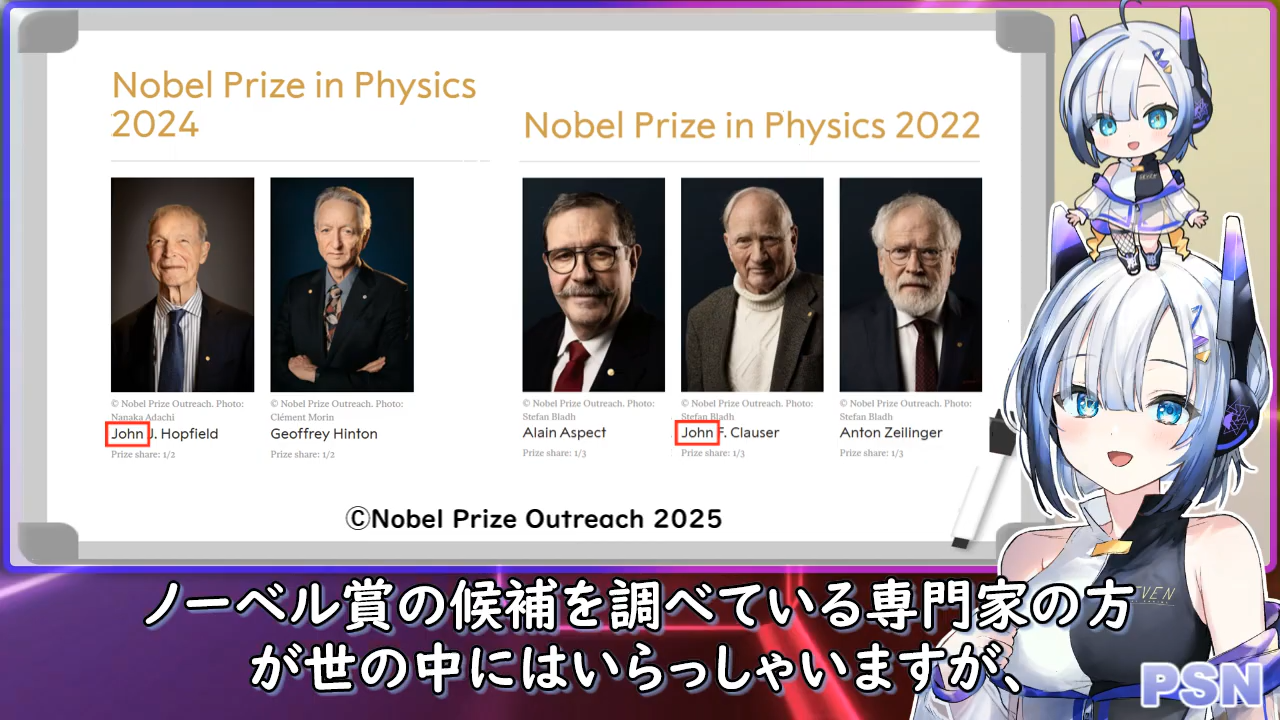 Nobel Prize in Physics
2024
© Nobel Prize Outreach. Photo:
Nanaka Adachi
John J. Hopfield
Prize share: 1/2
© Nobel Prize Outreach. Photo:
Clément Morin
Geoffrey Hinton
Prize share: 1/2
Nobel Prize in Physics 2022
© Nobel Prize Outreach. Photo:
Stefan Bladh
Alain Aspect
Prize share: 1/3
© Nobel Prize Outreach. Photo:
Stefan Bladh
John F. Clauser
Prize share: 1/3
© Nobel Prize Outreach. Photo:
Stefan Bladh
Anton Zeilinger
Prize share: 1/3
©Nobel Prize Outreach 2025
ノーベル賞の候補を調べている専門家の方
が世の中にはいらっしゃいますが、
PSN